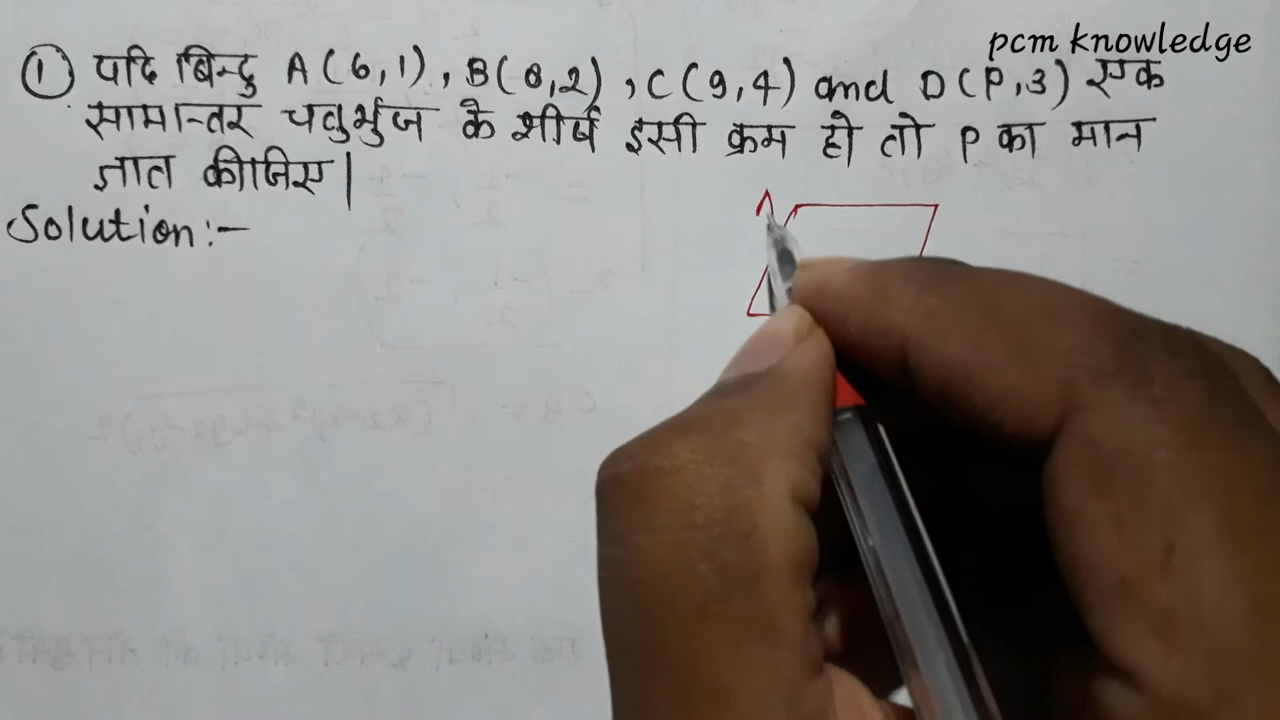 pcm knowledge
① यदि बिन्दु A(6,1), B(8,2), C(9,4) and D(P,3) एक
सामान्तर चतुर्भुज के शीर्ष इसी क्रम हो तो P का मान
ज्ञात कीजिए।
Solution:-